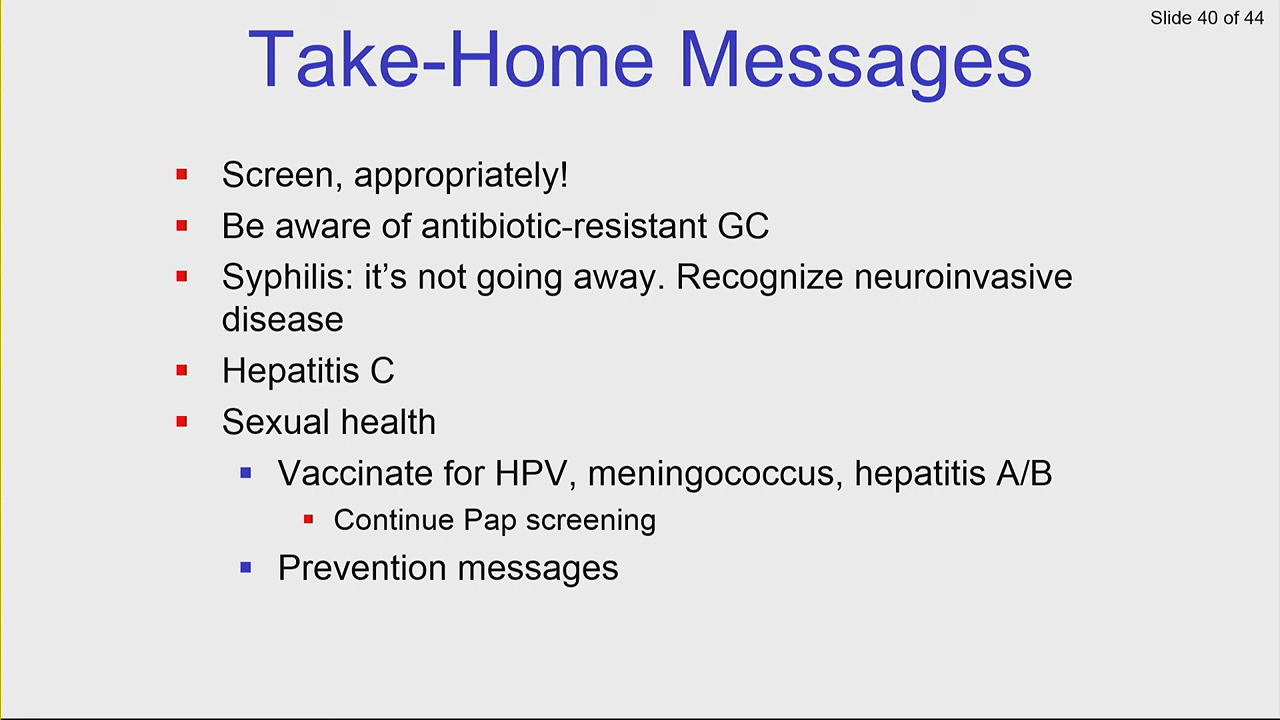 Slide 40 of 44
Take-Home Messages
Screen, appropriately!
Be aware of antibiotic-resistant GC
Syphilis: it’s not going away. Recognize neuroinvasive
disease
Hepatitis C
Sexual health
Vaccinate for HPV, meningococcus, hepatitis A/B
Continue Pap screening
Prevention messages